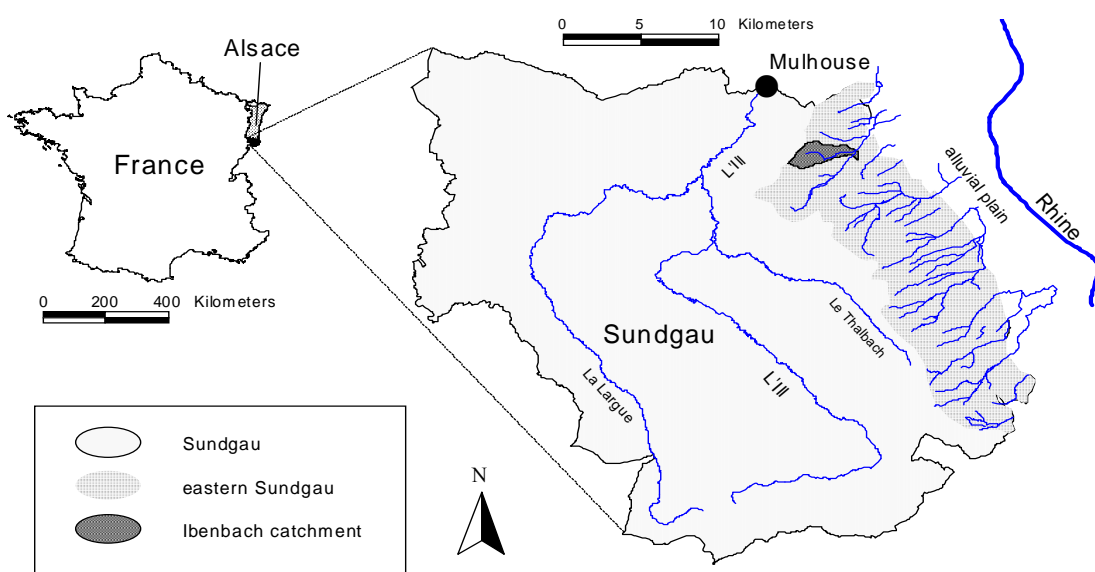 0 5 10 Kilometers
Alsace
Mulhouse
France
L'Ill
alluvial plain
Rhine
0 200 400 Kilometers
Sundgau
Le Thalbach
La Largue
L'Ill
N
Sundgau
eastern Sundgau
Ibenbach catchment